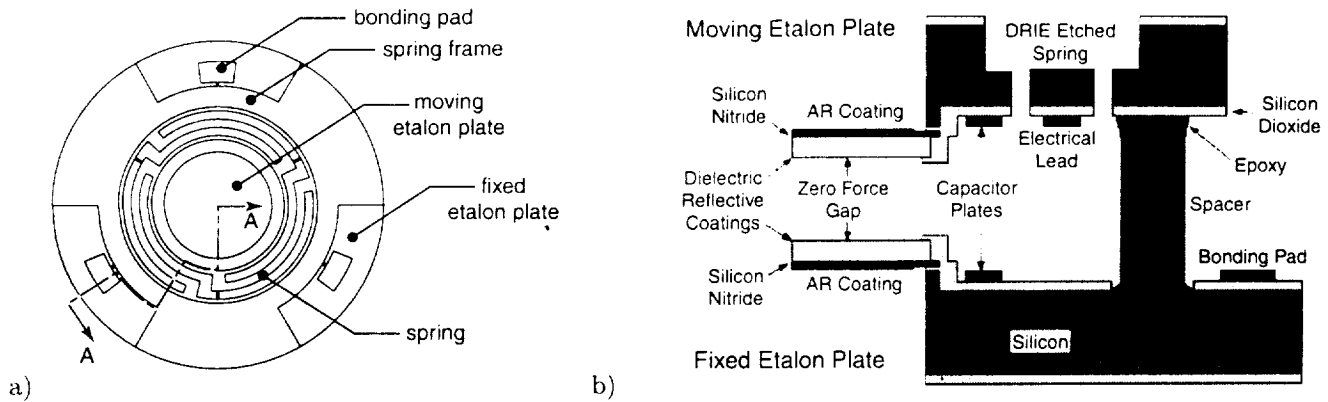 bonding pad
spring frame
moving
etalon plate
A
fixed
etalon plate
A
spring
a)
Moving Etalon Plate
DRIE Etched
Spring
Silicon
Nitride
AR Coating
Electrical
Lead
Silicon
Dioxide
Epoxy
Dielectric
Reflective
Coatings
Zero Force
Gap
Capacitor
Plates
Spacer
Bonding Pad
Silicon
Nitride
AR Coating
Silicon
Fixed Etalon Plate
b)